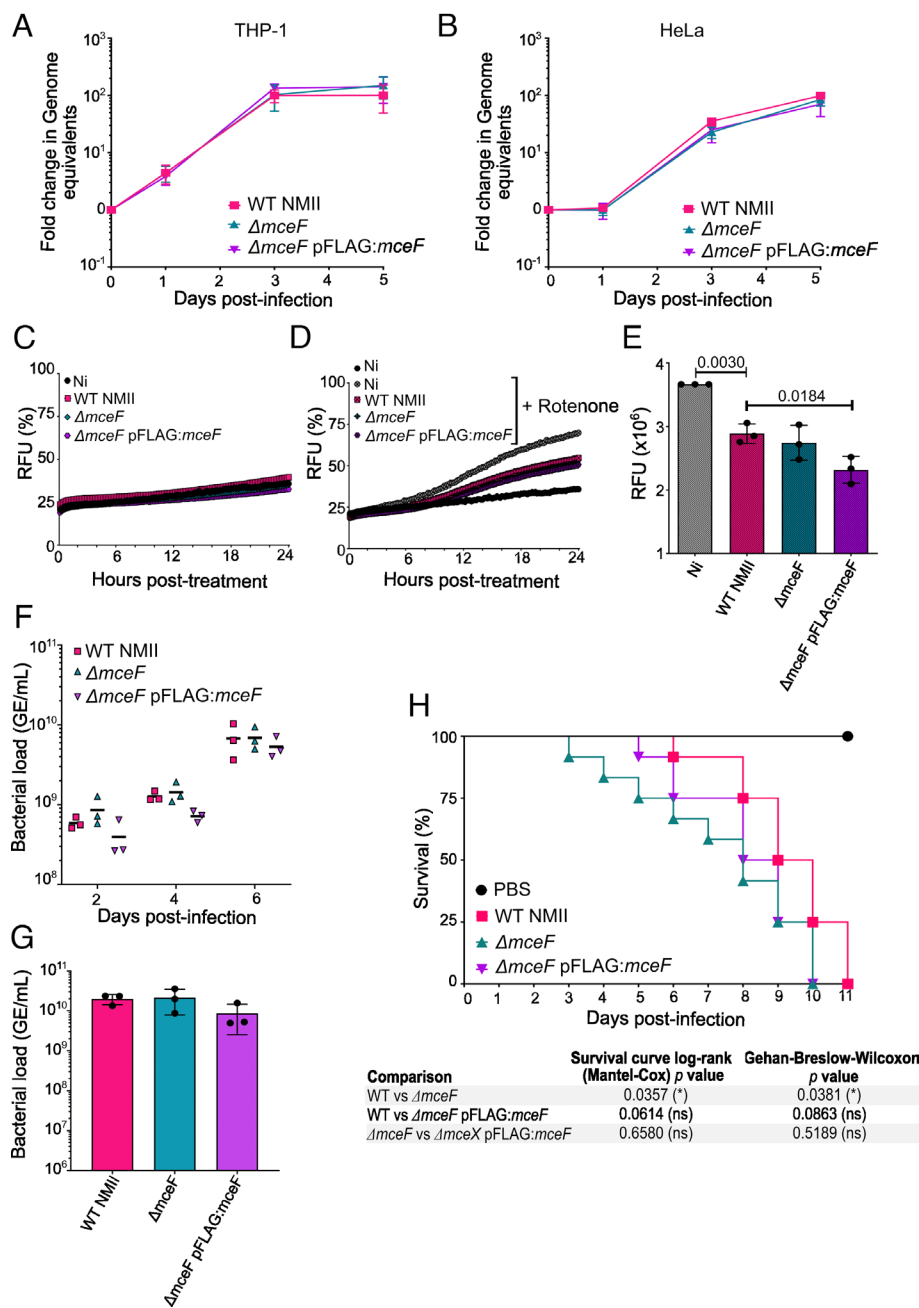 A
THP-1
Fold change in Genome
equivalents
10³
10²
10¹
0
10⁻¹
0 1 2 3 4 5
Days post-infection
WT NMII
ΔmceF
ΔmceF pFLAG:mceF
B
HeLa
Fold change in Genome
equivalents
10³
10²
10¹
0
10⁻¹
0 1 2 3 4 5
Days post-infection
WT NMII
ΔmceF
ΔmceF pFLAG:mceF
C
RFU (%)
100
75
50
25
0
0 6 12 18 24
Hours post-treatment
Ni
WT NMII
ΔmceF
ΔmceF pFLAG:mceF
D
RFU (%)
100
75
50
25
0
0 6 12 18 24
Hours post-treatment
Ni
Ni
WT NMII
ΔmceF
ΔmceF pFLAG:mceF
+ Rotenone
E
RFU (x10⁶)
4
3
2
1
0.0030
0.0184
Ni
WT NMII
ΔmceF
ΔmceF pFLAG:mceF
F
Bacterial load (GE/mL)
10¹¹
10¹⁰
10⁹
10⁸
2 4 6
Days post-infection
WT NMII
ΔmceF
ΔmceF pFLAG:mceF
G
Bacterial load (GE/mL)
10¹¹
10¹⁰
10⁹
10⁸
10⁷
10⁶
WT NMII
ΔmceF
ΔmceF pFLAG:mceF
H
Survival (%)
100
75
50
25
0
0 1 2 3 4 5 6 7 8 9 10 11
Days post-infection
PBS
WT NMII
ΔmceF
ΔmceF pFLAG:mceF
Comparison Survival curve log-rank (Mantel-Cox) p value Gehan-Breslow-Wilcoxon p value
WT vs ΔmceF 0.0357 (*) 0.0381 (*)
WT vs ΔmceF pFLAG:mceF 0.0614 (ns) 0.0863 (ns)
ΔmceF vs ΔmceX pFLAG:mceF 0.6580 (ns) 0.5189 (ns)